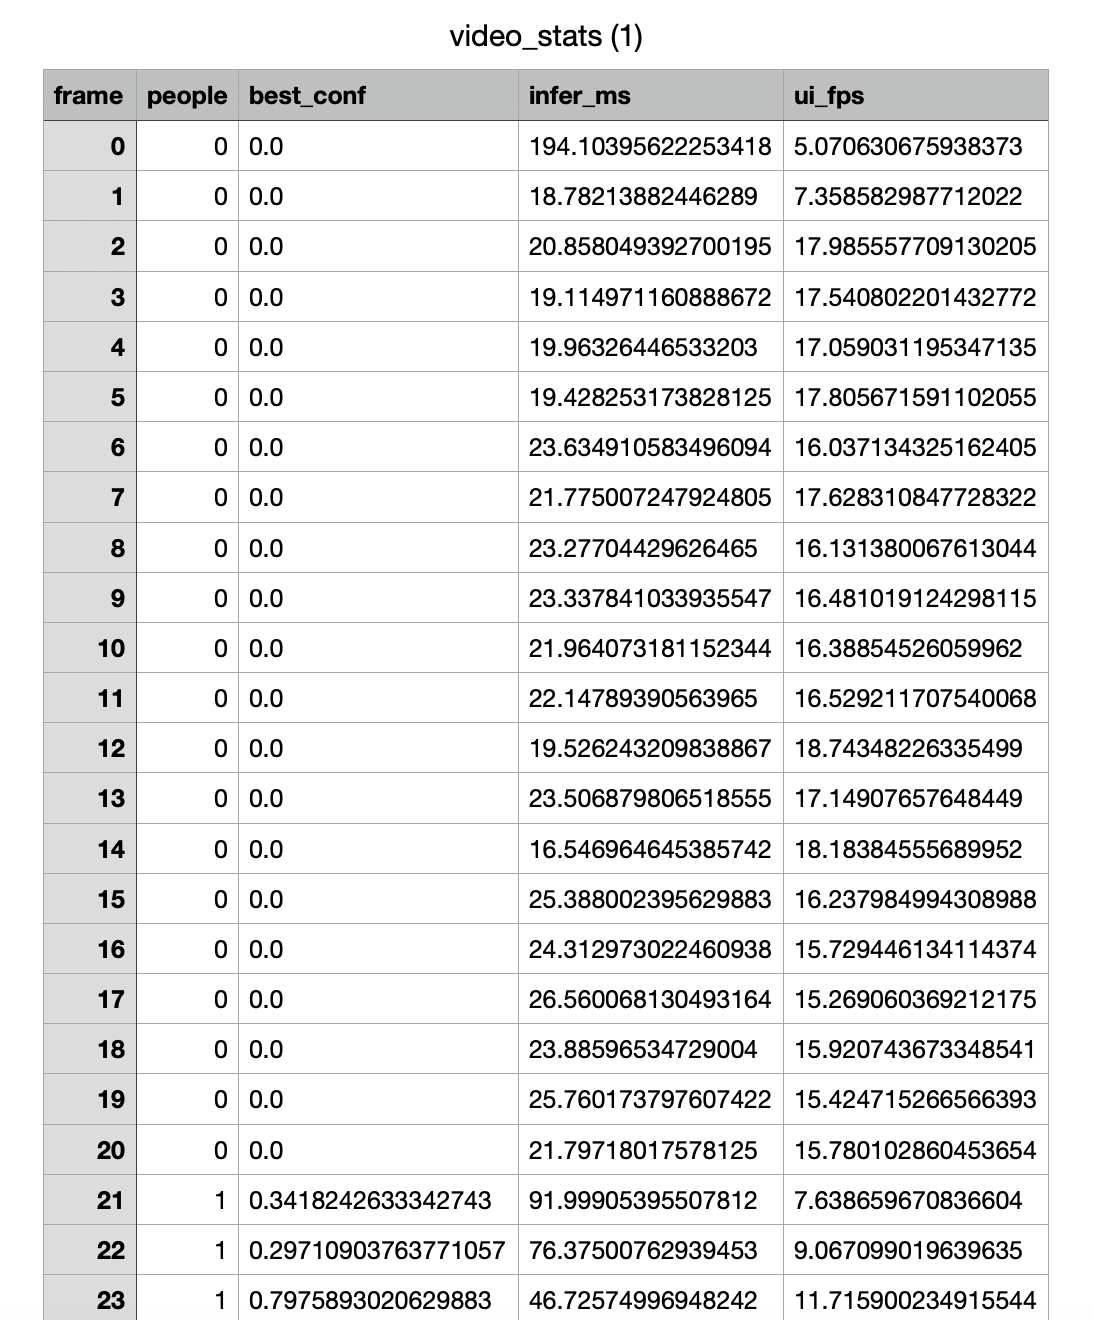 video_stats (1)
frame people best_conf infer_ms ui_fps
0 0 0.0 194.10395622253418 5.070630675938373
1 0 0.0 18.78213882446289 7.358582987712022
2 0 0.0 20.858049392700195 17.985557709130205
3 0 0.0 19.114971160888672 17.540802201432772
4 0 0.0 19.96326446533203 17.059031195347135
5 0 0.0 19.428253173828125 17.805671591102055
6 0 0.0 23.634910583496094 16.037134325162405
7 0 0.0 21.775007247924805 17.628310847728322
8 0 0.0 23.27704429626465 16.131380067613044
9 0 0.0 23.337841033935547 16.481019124298115
10 0 0.0 21.964073181152344 16.38854526059962
11 0 0.0 22.14789390563965 16.529211707540068
12 0 0.0 19.526243209838867 18.74348226335499
13 0 0.0 23.506879806518555 17.14907657648449
14 0 0.0 16.546964645385742 18.18384555689952
15 0 0.0 25.388002395629883 16.237984994308988
16 0 0.0 24.312973022460938 15.729446134114374
17 0 0.0 26.560068130493164 15.269060369212175
18 0 0.0 23.88596534729004 15.920743673348541
19 0 0.0 25.760173797607422 15.424715266566393
20 0 0.0 21.79718017578125 15.780102860453654
21 1 0.3418242633342743 91.99905395507812 7.638659670836604
22 1 0.29710903763771057 76.37500762939453 9.067099019639635
23 1 0.7975893020629883 46.72574996948242 11.715900234915544